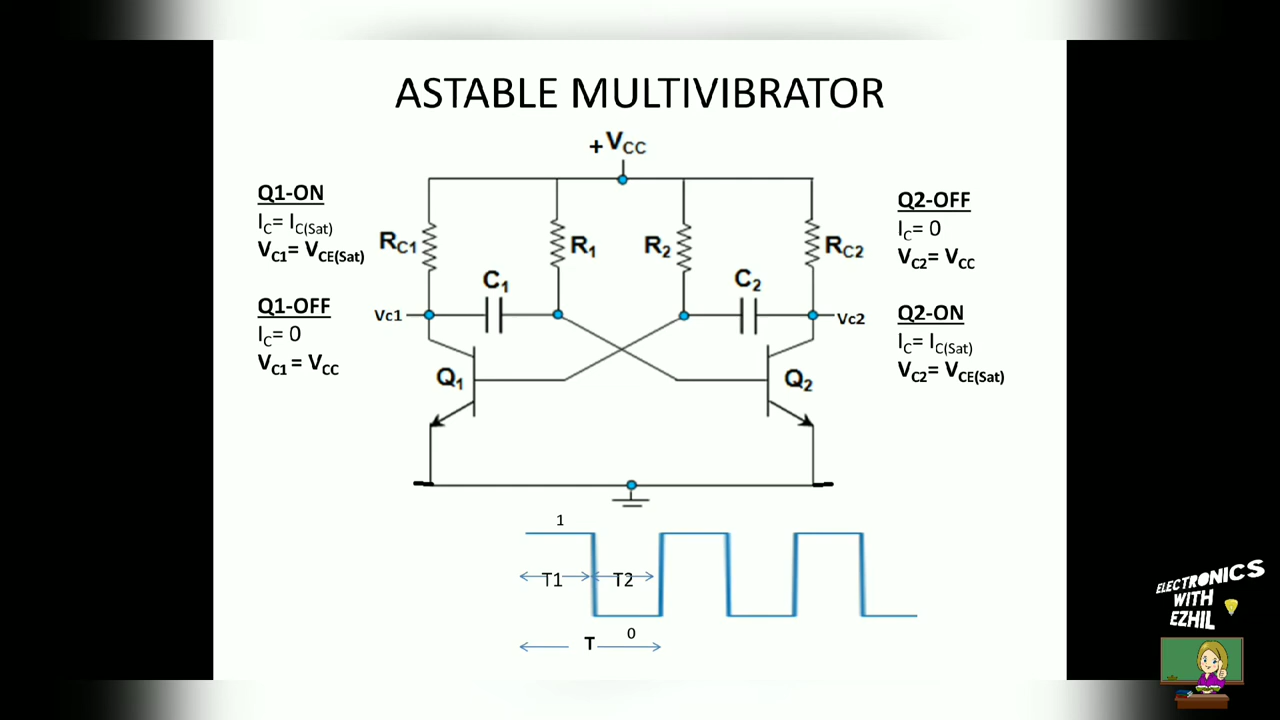 ASTABLE MULTIVIBRATOR
+VCC
Q1-ON
IC= IC(Sat)
VC1= VCE(Sat)
Q1-OFF
IC= 0
VC1 = VCC
RC1
R1
R2
RC2
C1
C2
Vc1
Vc2
Q1
Q2
Q2-OFF
IC= 0
VC2= VCC
Q2-ON
IC= IC(Sat)
VC2= VCE(Sat)
1
T1
T2
0
T
ELECTRONICS
WITH
EZHIL